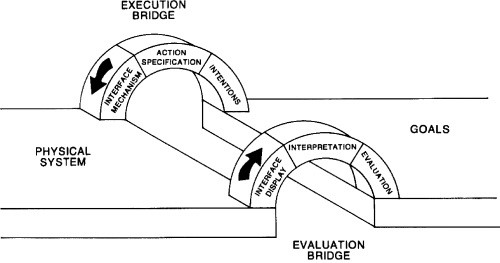 EXECUTION
BRIDGE
ACTION
SPECIFICATION
INTERFACE
MECHANISM
INTENTIONS
GOALS
PHYSICAL
SYSTEM
INTERPRETATION
INTERFACE
DISPLAY
EVALUATION
EVALUATION
BRIDGE